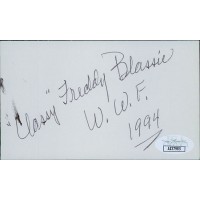 "Classy" Freddy Blassie
W. W. F.
1994